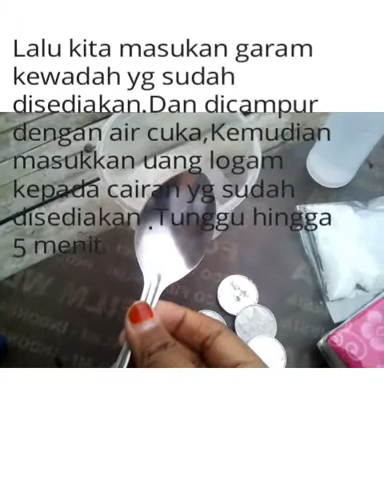 Lalu kita masukan garam
kewadah yg sudah
disediakan.Dan dicampur
dengan air cuka,Kemudian
masukkan uang logam
kepada cairan yg sudah
disediakan .Tunggu hingga
5 menit.